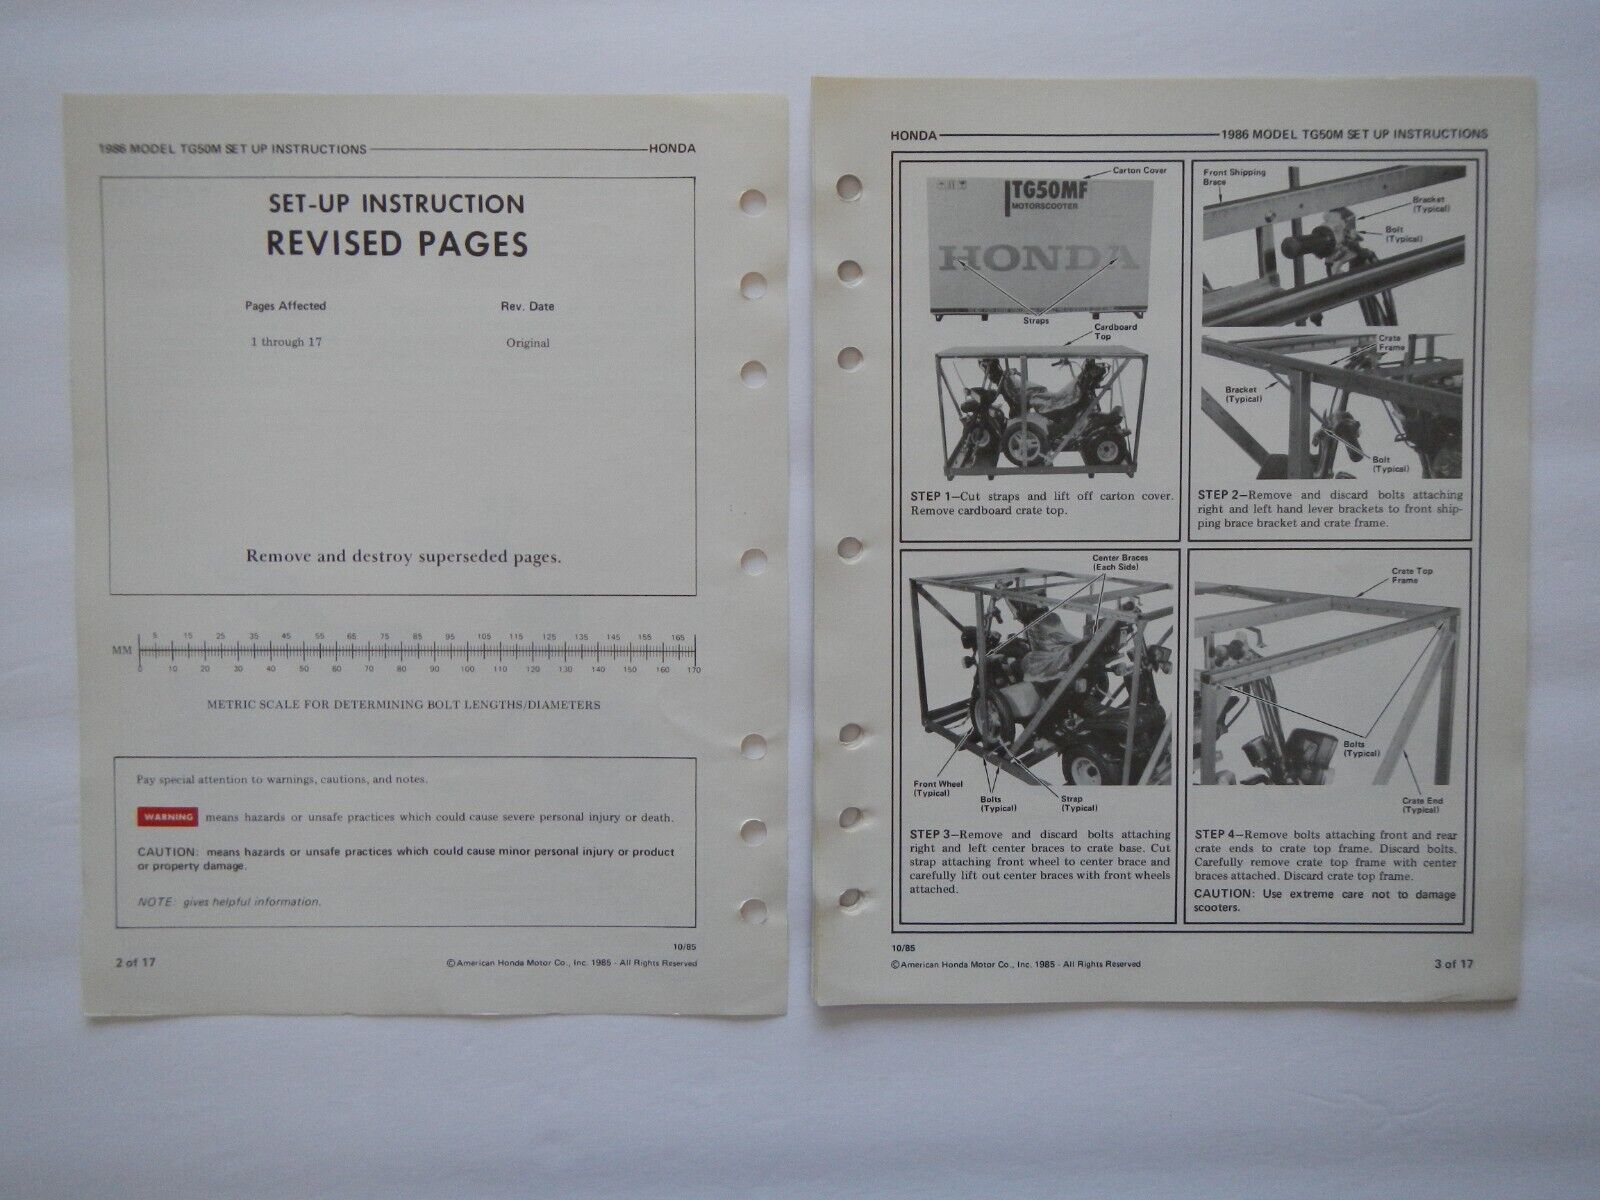 1986 MODEL TG50M SET UP INSTRUCTIONS HONDA
SET-UP INSTRUCTION
REVISED PAGES
Pages Affected Rev. Date
1 through 17 Original
Remove and destroy superseded pages.
5 15 25 35 45 55 65 75 85 95 105 115 125 135 145 155 165
MM
0 10 20 30 40 50 60 70 80 90 100 110 120 130 140 150 160 170
METRIC SCALE FOR DETERMINING BOLT LENGTHS/DIAMETERS
Pay special attention to warnings, cautions, and notes.
WARNING means hazards or unsafe practices which could cause severe personal injury or death.
CAUTION: means hazards or unsafe practices which could cause minor personal injury or product
or property damage.
NOTE: gives helpful information.
10/85
2 of 17 ©American Honda Motor Co., Inc. 1985 - All Rights Reserved
HONDA 1986 MODEL TG50M SET UP INSTRUCTIONS
Carton Cover
TG50MF
MOTORSCOOTER
HONDA
Straps
Cardboard
Top
STEP 1—Cut straps and lift off carton cover.
Remove cardboard crate top.
Front Shipping
Brace
Bracket
(Typical)
Bolt
(Typical)
Crate
Frame
Bracket
(Typical)
Bolt
(Typical)
STEP 2—Remove and discard bolts attaching
right and left hand lever brackets to front ship-
ping brace bracket and crate frame.
Center Braces
(Each Side)
Front Wheel
(Typical)
Bolts
(Typical)
Strap
(Typical)
STEP 3—Remove and discard bolts attaching
right and left center braces to crate base. Cut
strap attaching front wheel to center brace and
carefully lift out center braces with front wheels
attached.
Crate Top
Frame
Bolts
(Typical)
Crate End
(Typical)
STEP 4—Remove bolts attaching front and rear
crate ends to crate top frame. Discard bolts.
Carefully remove crate top frame with center
braces attached. Discard crate top frame.
CAUTION: Use extreme care not to damage
scooters.
10/85
©American Honda Motor Co., Inc. 1985 - All Rights Reserved 3 of 17